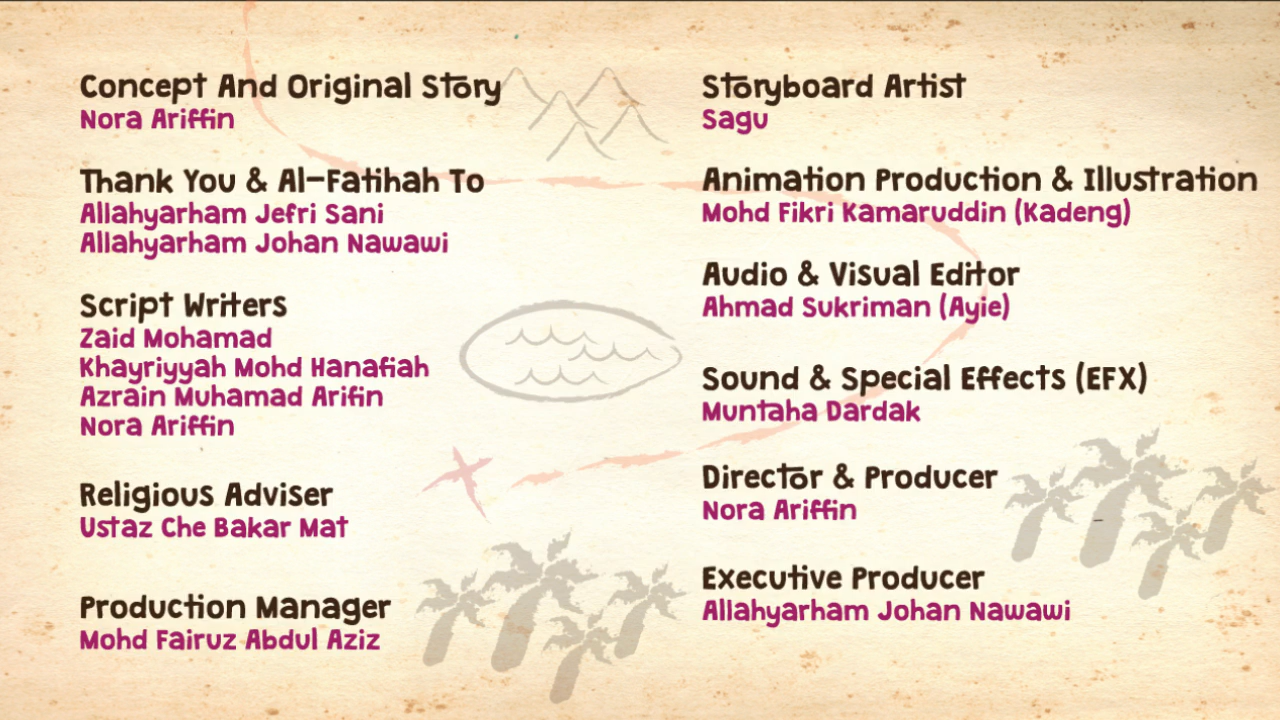 Concept And Original Story
Nora Ariffin
Thank You & Al-Fatihah To
Allahyarham Jefri Sani
Allahyarham Johan Nawawi
Script Writers
Zaid Mohamad
Khayriyyah Mohd Hanafiah
Azrain Muhamad Arifin
Nora Ariffin
Religious Adviser
Ustaz Che Bakar Mat
Production Manager
Mohd Fairuz Abdul Aziz
Storyboard Artist
Sagu
Animation Production & Illustration
Mohd Fikri Kamaruddin (Kadeng)
Audio & Visual Editor
Ahmad Sukriman (Ayie)
Sound & Special Effects (EFX)
Muntaha Dardak
Director & Producer
Nora Ariffin
Executive Producer
Allahyarham Johan Nawawi